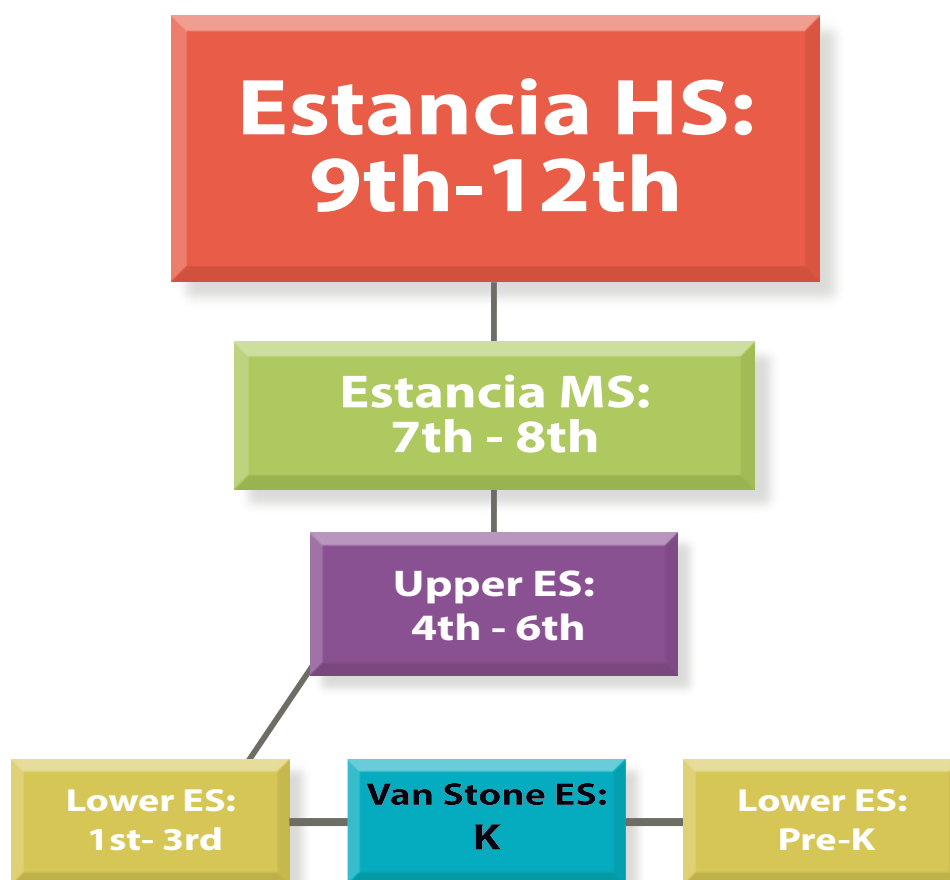 Estancia HS:
9th-12th
Estancia MS:
7th - 8th
Upper ES:
4th - 6th
Lower ES:
1st- 3rd
Van Stone ES:
K
Lower ES:
Pre-K